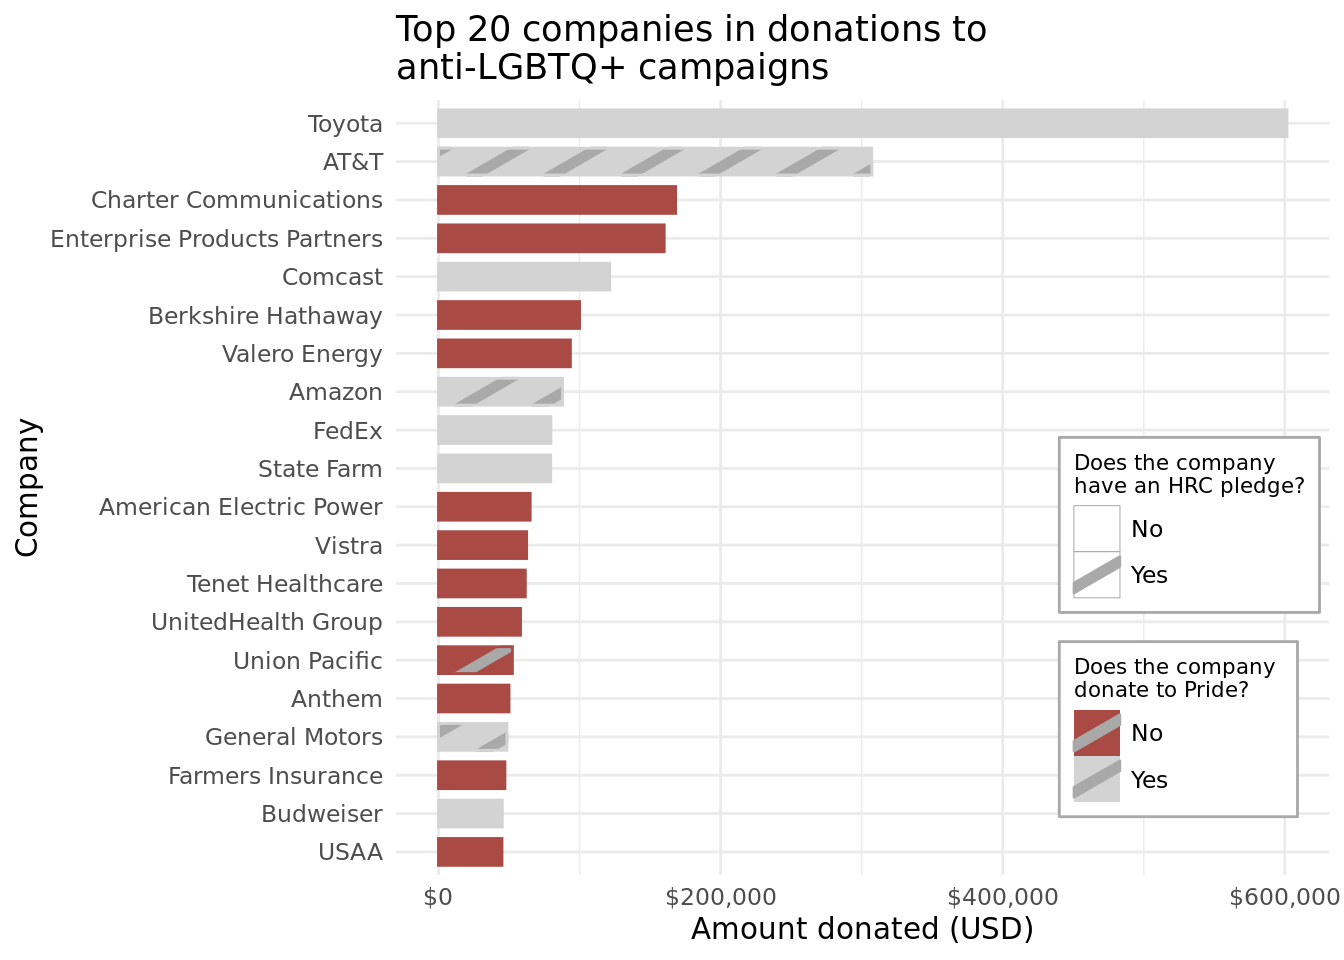 Top 20 companies in donations to
anti-LGBTQ+ campaigns
Company
Toyota
AT&T
Charter Communications
Enterprise Products Partners
Comcast
Berkshire Hathaway
Valero Energy
Amazon
FedEx
State Farm
American Electric Power
Vistra
Tenet Healthcare
UnitedHealth Group
Union Pacific
Anthem
General Motors
Farmers Insurance
Budweiser
USAA
Does the company
have an HRC pledge?
No
Yes
Does the company
donate to Pride?
No
Yes
$0
$200,000
$400,000
$600,000
Amount donated (USD)